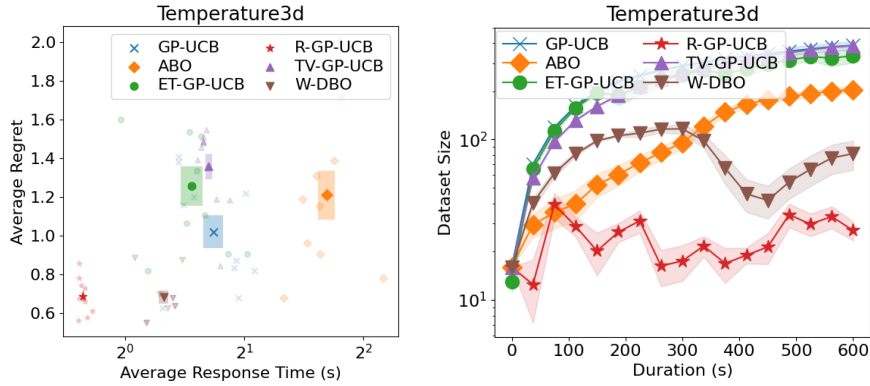 Temperature3d
2.0
1.8
1.6
1.4
1.2
1.0
0.8
0.6
Average Regret
GP-UCB
ABO
ET-GP-UCB
R-GP-UCB
TV-GP-UCB
W-DBO
2^0
2^1
2^2
Average Response Time (s)
Temperature3d
10^2
10^1
Dataset Size
GP-UCB
ABO
ET-GP-UCB
R-GP-UCB
TV-GP-UCB
W-DBO
0 100 200 300 400 500 600
Duration (s)